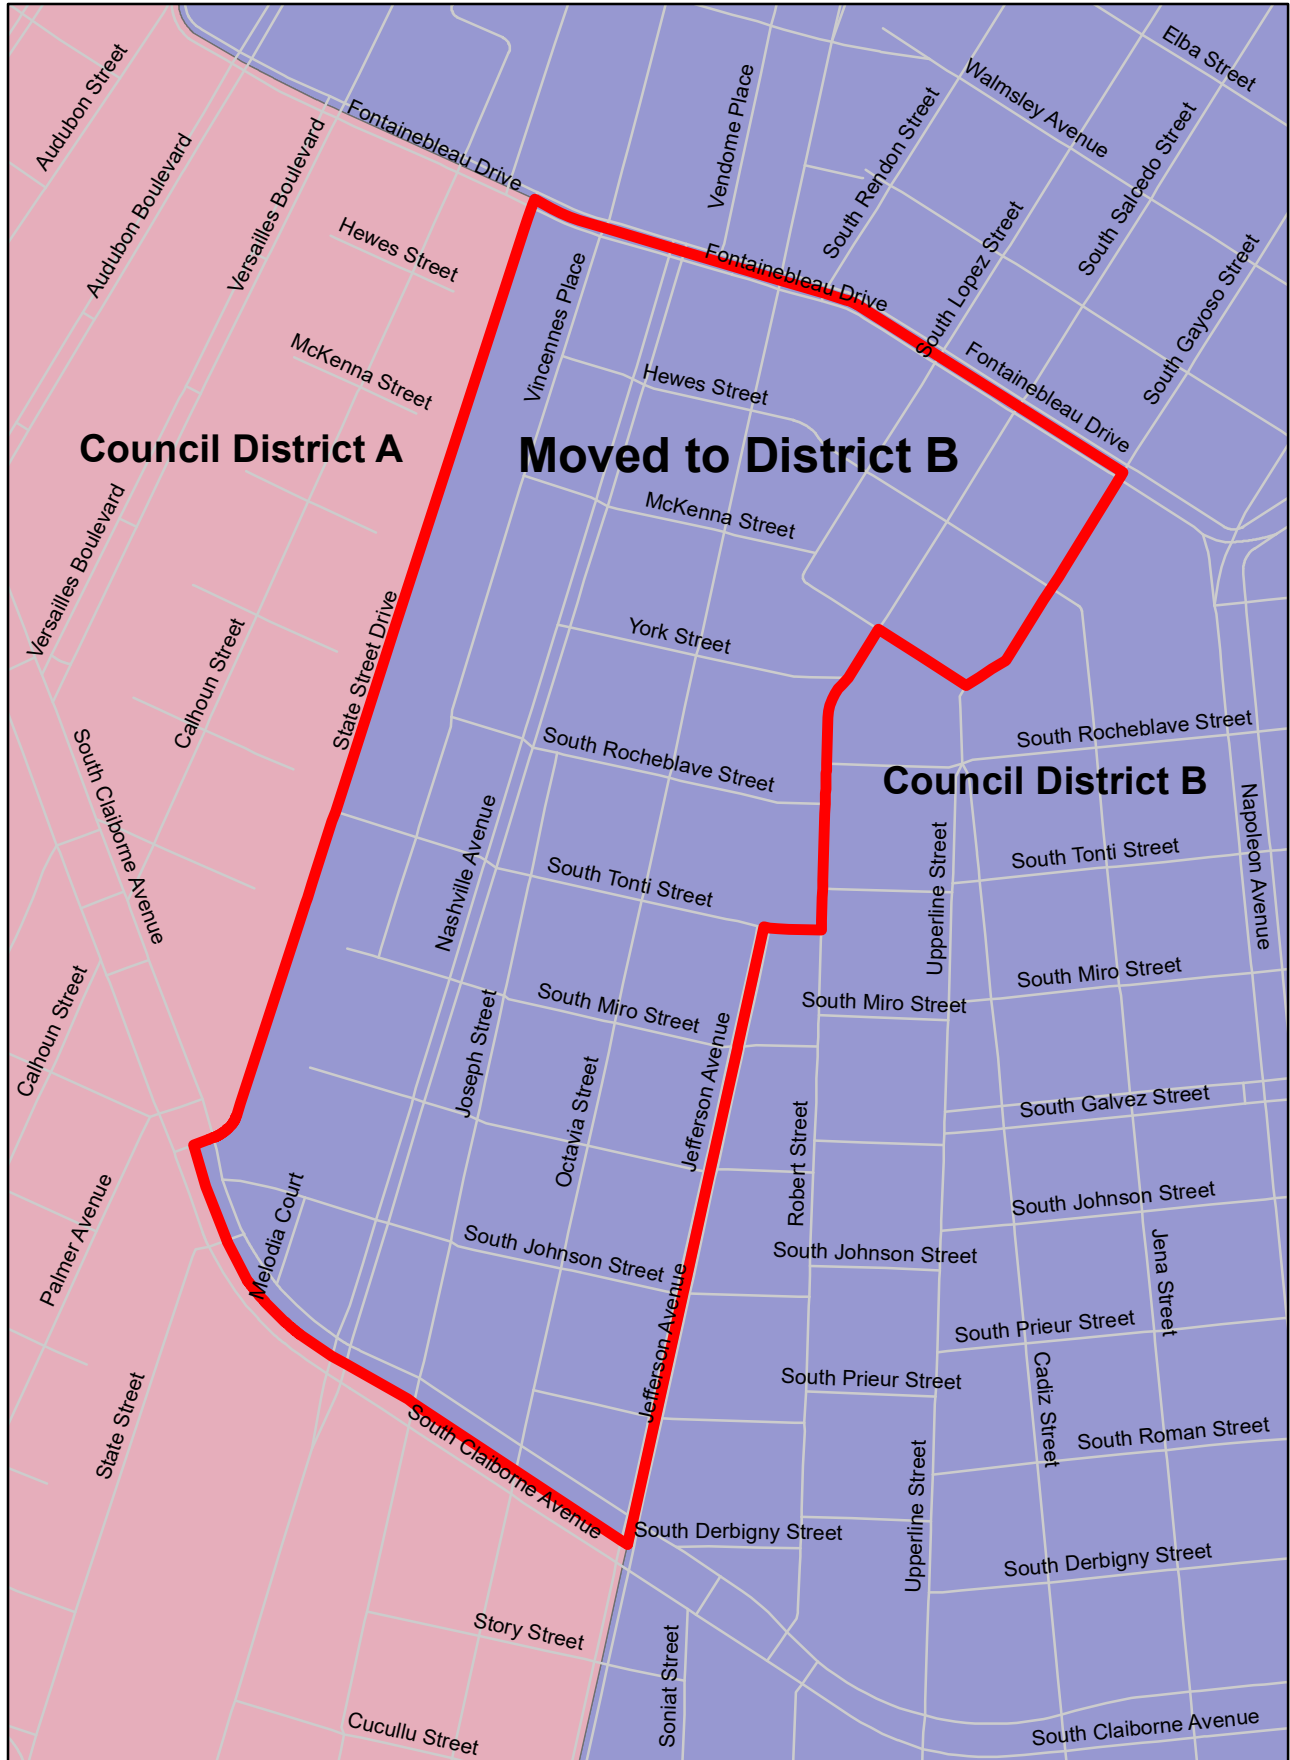 Elba Street
Walmsley Avenue
Audubon Street
Vendome Place
South Rendon Street
South Salcedo Street
Fontainebleau Drive
Audubon Boulevard
Versailles Boulevard
South Lopez Street
South Gayoso Street
Hewes Street
Fontainebleau Drive
Vincennes Place
McKenna Street
Hewes Street
Fontainebleau Drive
Council District A
Moved to District B
McKenna Street
Versailles Boulevard
State Street Drive
York Street
Calhoun Street
South Rocheblave Street
South Rocheblave Street
Council District B
South Claiborne Avenue
Nashville Avenue
Napoleon Avenue
South Tonti Street
South Tonti Street
Upperline Street
South Miro Street
South Miro Street
South Miro Street
Calhoun Street
Joseph Street
Octavia Street
Jefferson Avenue
South Galvez Street
Robert Street
Palmer Avenue
Melodia Court
South Johnson Street
South Johnson Street
South Johnson Street
Jena Street
Jefferson Avenue
South Prieur Street
South Prieur Street
Cadiz Street
State Street
South Claiborne Avenue
South Roman Street
Upperline Street
South Derbigny Street
South Derbigny Street
Story Street
Soniat Street
Cucullu Street
South Claiborne Avenue